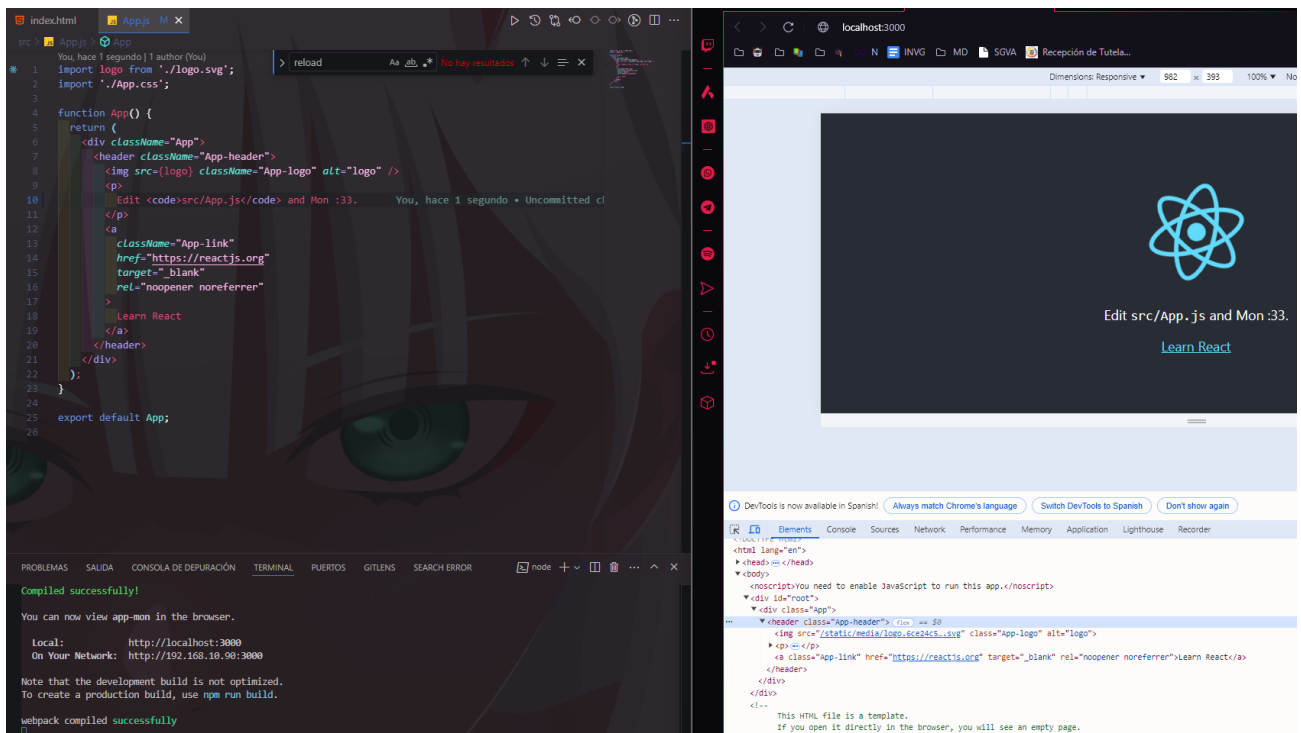 index.html
App.js M
src > App.js > App
You, hace 1 segundo | 1 author (You)
reload
Aa ab .* No hay resultados
1 import logo from './logo.svg';
2 import './App.css';
3
4 function App() {
5 return (
6 <div className="App">
7 <header className="App-header">
8 <img src={logo} className="App-logo" alt="logo" />
9 <p>
10 Edit <code>src/App.js</code> and Mon :33. You, hace 1 segundo • Uncommitted cl
11 </p>
12 <a
13 className="App-link"
14 href="https://reactjs.org"
15 target="_blank"
16 rel="noopener noreferrer"
17 >
18 Learn React
19 </a>
20 </header>
21 </div>
22 );
23 }
24
25 export default App;
26
PROBLEMAS SALIDA CONSOLA DE DEPURACIÓN TERMINAL PUERTOS GITLENS SEARCH ERROR node
Compiled successfully!
You can now view app-mon in the browser.
Local: http://localhost:3000
On Your Network: http://192.168.10.90:3000
Note that the development build is not optimized.
To create a production build, use npm run build.
webpack compiled successfully
localhost:3000
N INVG MD SGVA Recepción de Tutela...
Dimensions: Responsive 982 x 393 100% No
Edit src/App.js and Mon :33.
Learn React
DevTools is now available in Spanish! Always match Chrome's language Switch DevTools to Spanish Don't show again
Elements Console Sources Network Performance Memory Application Lighthouse Recorder
<!DOCTYPE html>
<html lang="en">
<head> </head>
<body>
<noscript>You need to enable JavaScript to run this app.</noscript>
<div id="root">
<div class="App">
<header class="App-header"> flex == $0
<img src="/static/media/logo.6ce24c5….svg" class="App-logo" alt="logo">
<p> </p>
<a class="App-link" href="https://reactjs.org" target="_blank" rel="noopener noreferrer">Learn React</a>
</header>
</div>
</div>
<!--
This HTML file is a template.
If you open it directly in the browser, you will see an empty page.